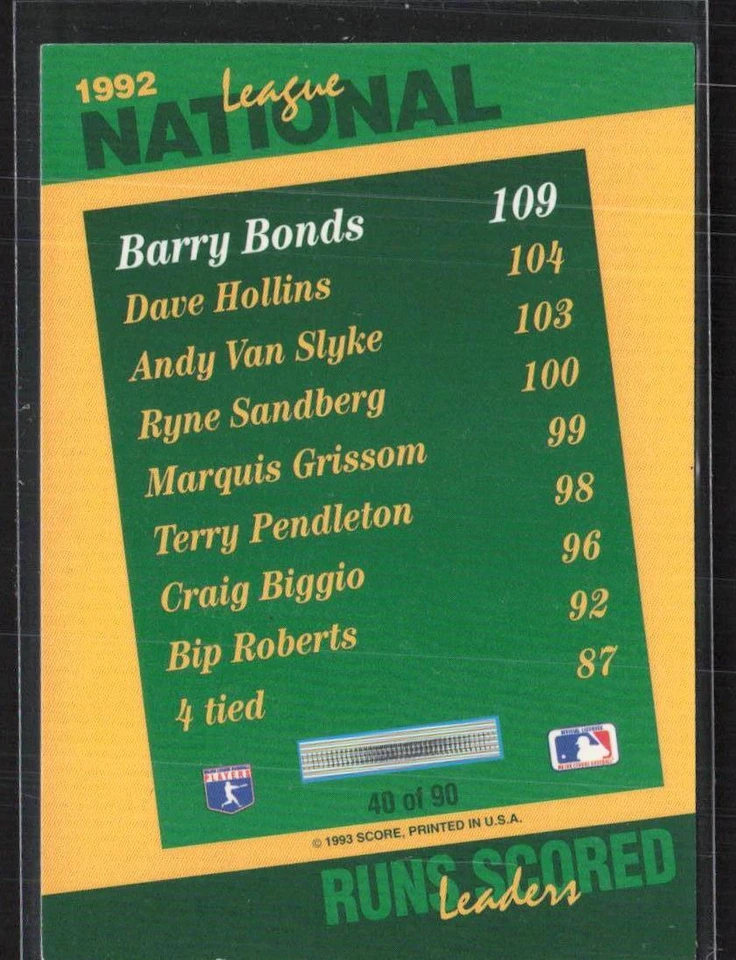 1992 League
NATIONAL
Barry Bonds 109
Dave Hollins 104
Andy Van Slyke 103
Ryne Sandberg 100
Marquis Grissom 99
Terry Pendleton 98
Craig Biggio 96
Bip Roberts 92
4 tied 87
PLAYERS
40 of 90
© 1993 SCORE, PRINTED IN U.S.A.
RUNS SCORED
Leaders